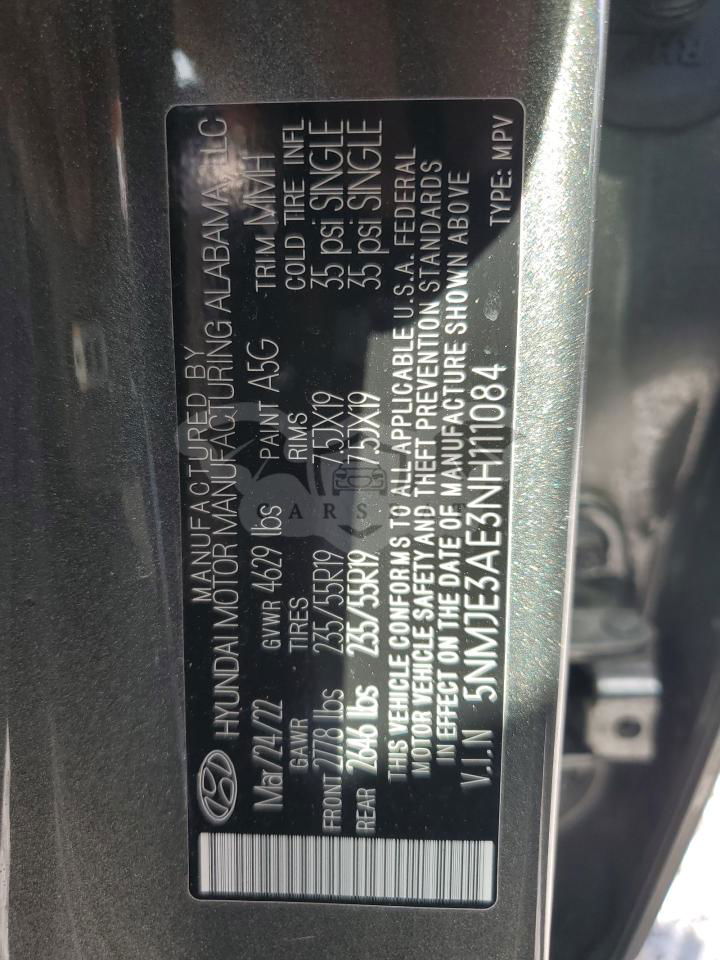 MANUFACTURED BY
HYUNDAI MOTOR MANUFACTURING ALABAMA, LLC
Mar/24/22 GVWR 4629 lbs PAINT A5G TRIM MMH
GAWR TIRES RIMS COLD TIRE INFL
FRONT 2778 lbs 235/55R19 7.5JX19 35 psi SINGLE
REAR 2646 lbs 235/55R19 7.5JX19 35 psi SINGLE
THIS VEHICLE CONFORMS TO ALL APPLICABLE U.S.A. FEDERAL
MOTOR VEHICLE SAFETY AND THEFT PREVENTION STANDARDS
IN EFFECT ON THE DATE OF MANUFACTURE SHOWN ABOVE
V.I.N 5NMJE3AE3NH111084 TYPE: MPV